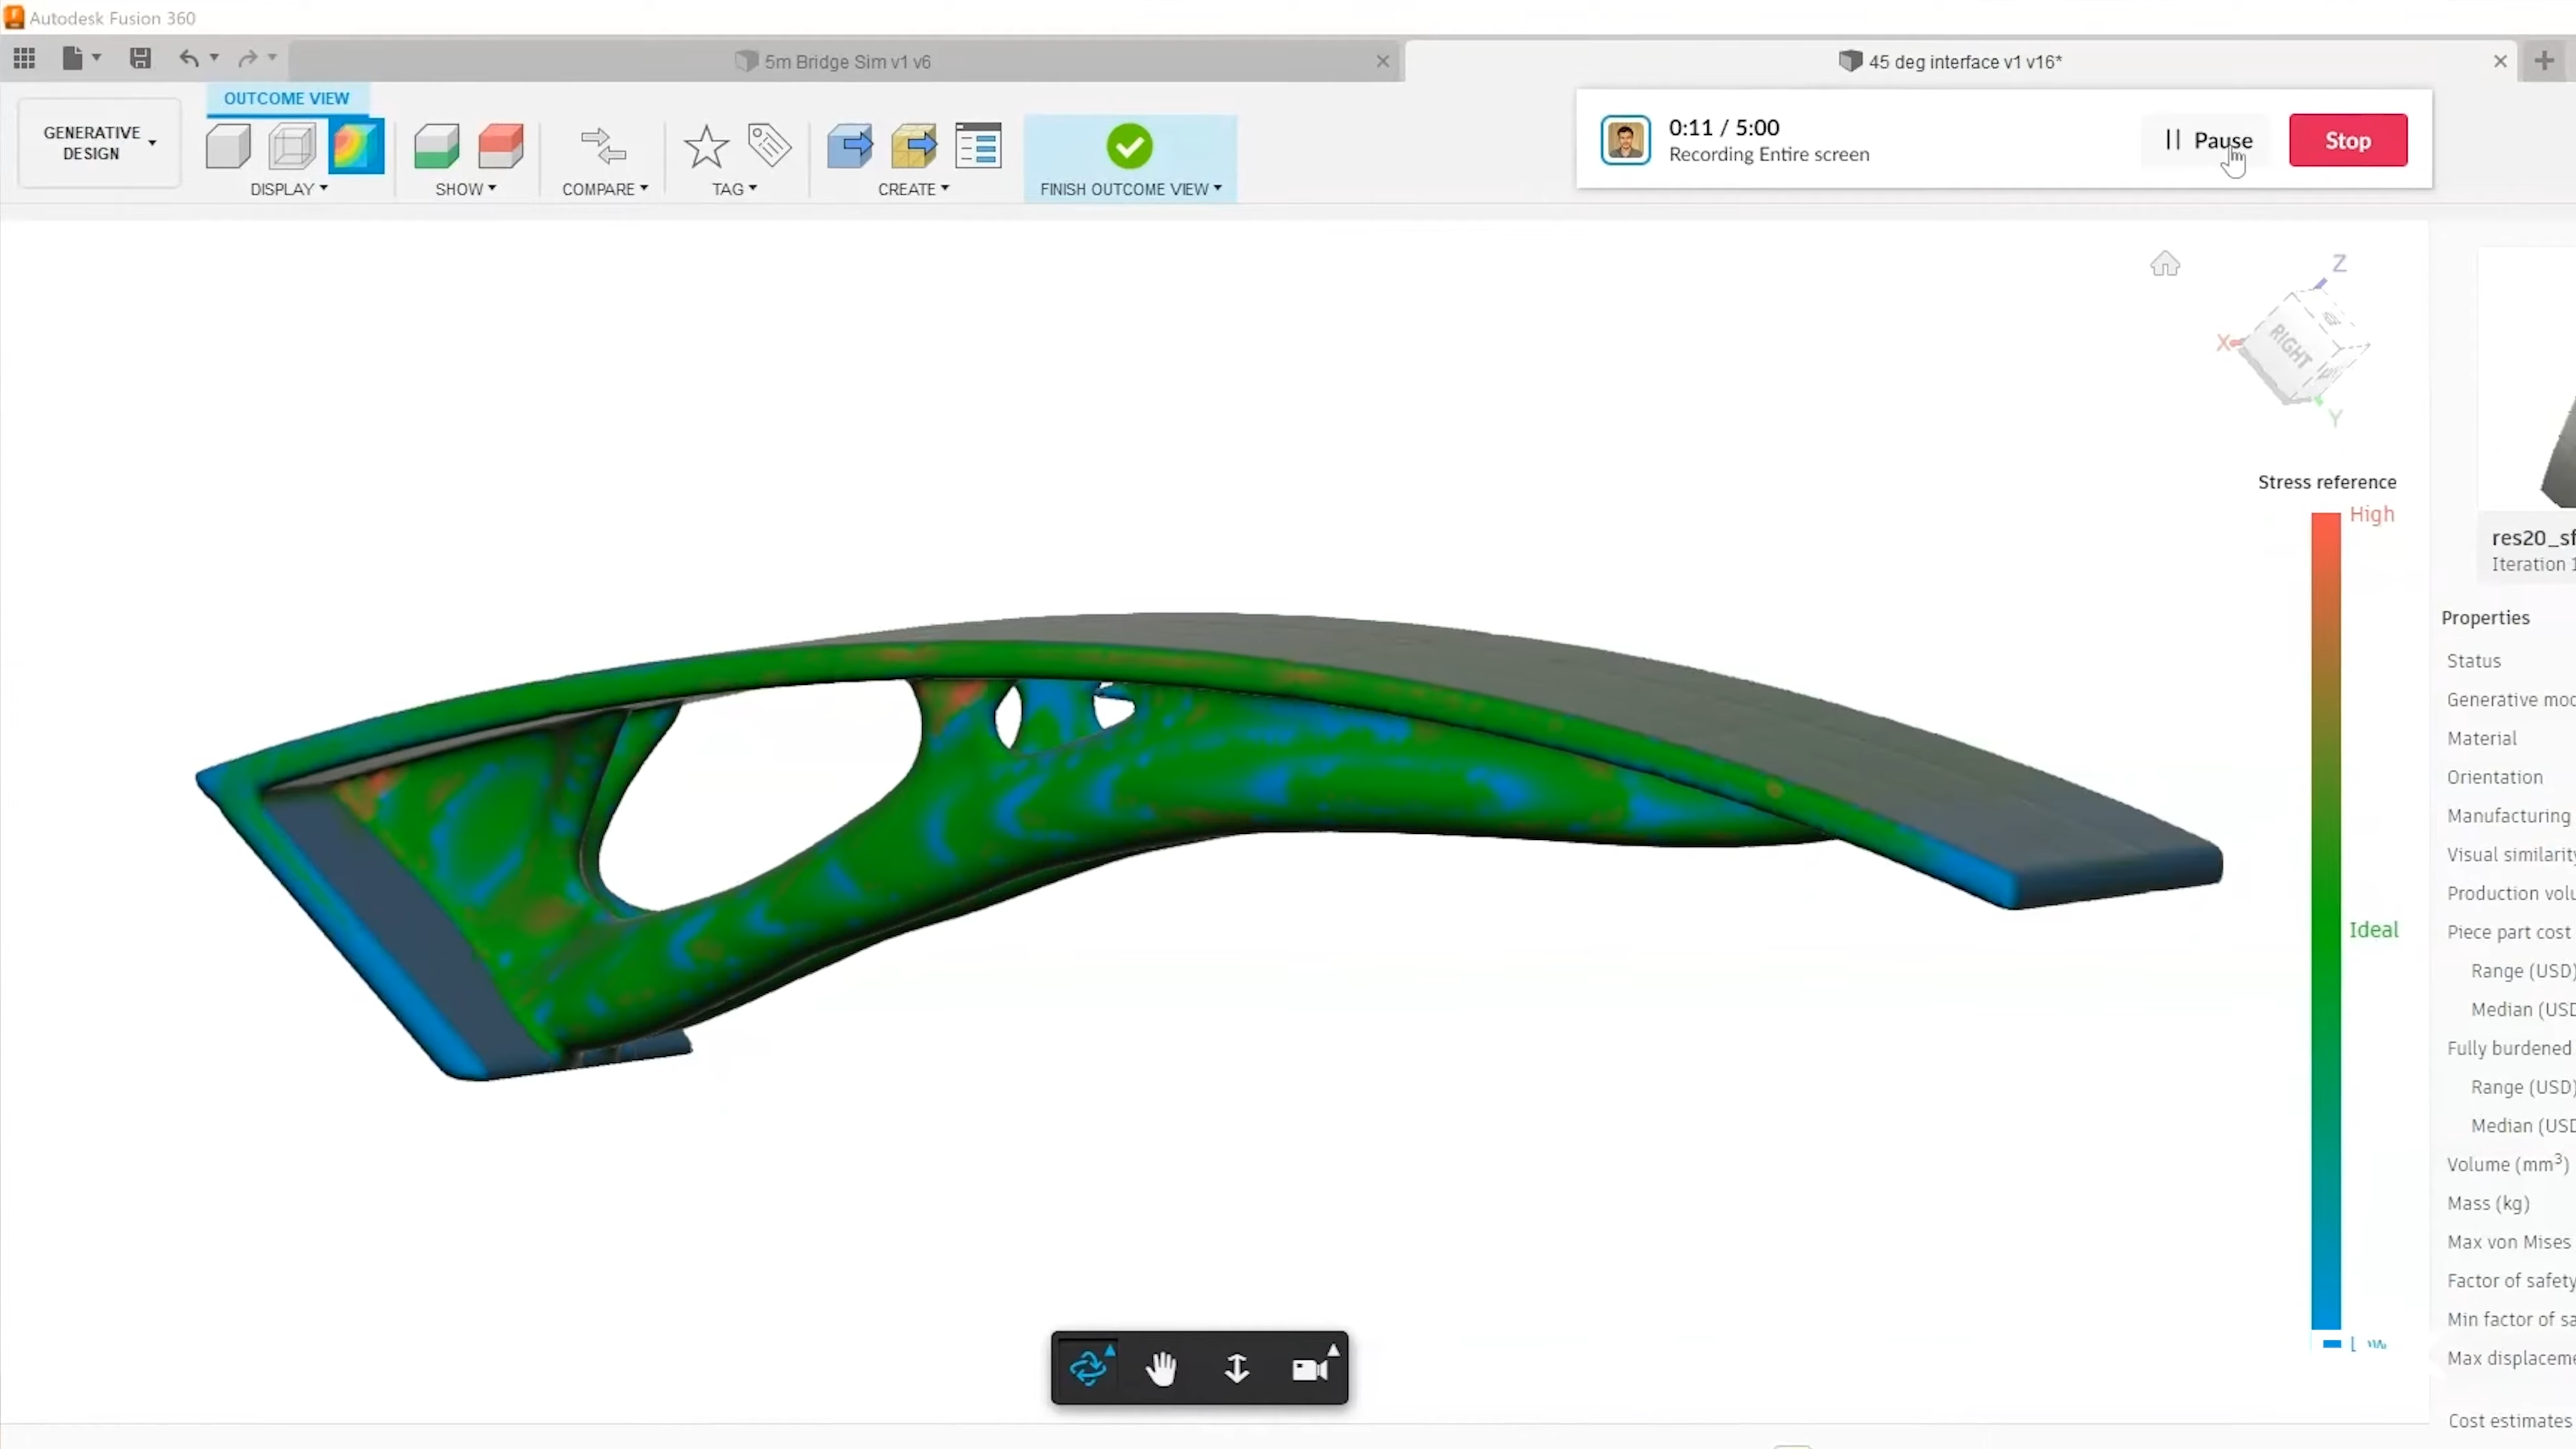 Autodesk Fusion 360
5m Bridge Sim v1 v6
45 deg interface v1 v16*
OUTCOME VIEW
GENERATIVE
DESIGN
DISPLAY
SHOW
COMPARE
TAG
CREATE
FINISH OUTCOME VIEW
0:11 / 5:00
Recording Entire screen
Pause
Stop
Z
X
RIGHT
Y
Stress reference
High
Ideal
res20_sf
Iteration 1
Properties
Status
Generative mod
Material
Orientation
Manufacturing
Visual similarity
Production volu
Piece part cost
Range (USD)
Median (USD
Fully burdened
Range (USD)
Median (USD
Volume (mm³)
Mass (kg)
Max von Mises
Factor of safety
Min factor of sa
Max displaceme
Cost estimates